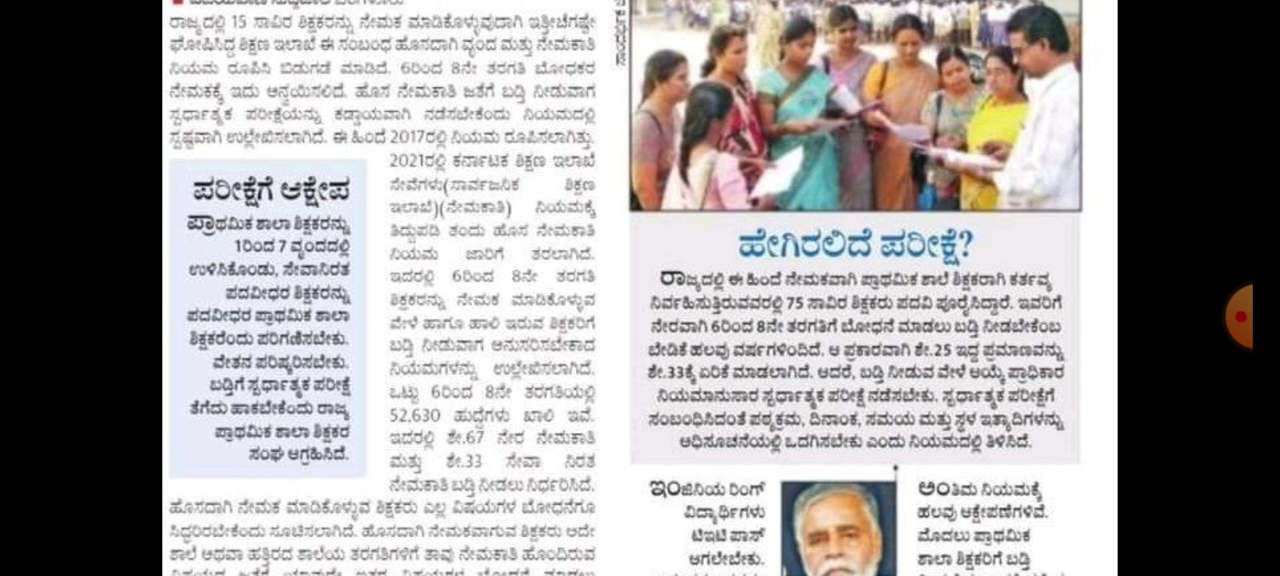 ರಾಜ್ಯದಲ್ಲಿ 15 ಸಾವಿರ ಶಿಕ್ಷಕರನ್ನು ನೇಮಕ ಮಾಡಿಕೊಳ್ಳುವುದಾಗಿ ಇತ್ತೀಚೆಗಷ್ಟೇ
ಘೋಷಿಸಿದ್ದ ಶಿಕ್ಷಣ ಇಲಾಖೆ ಈ ಸಂಬಂಧ ಹೊಸದಾಗಿ ವೃಂದ ಮತ್ತು ನೇಮಕಾತಿ
ನಿಯಮ ರೂಪಿಸಿ ಬಿಡುಗಡೆ ಮಾಡಿದೆ. 6ರಿಂದ 8ನೇ ತರಗತಿ ಬೋಧಕರ
ನೇಮಕಕ್ಕೆ ಇದು ಅನ್ವಯಿಸಲಿದೆ. ಹೊಸ ನೇಮಕಾತಿ ಜತೆಗೆ ಬಡ್ತಿ ನೀಡುವಾಗ
ಸ್ಪರ್ಧಾತ್ಮಕ ಪರೀಕ್ಷೆಯನ್ನು ಕಡ್ಡಾಯವಾಗಿ ನಡೆಸಬೇಕೆಂದು ನಿಯಮದಲ್ಲಿ
ಸ್ಪಷ್ಟವಾಗಿ ಉಲ್ಲೇಖಿಸಲಾಗಿದೆ. ಈ ಹಿಂದೆ 2017ರಲ್ಲಿ ನಿಯಮ ರೂಪಿಸಲಾಗಿತ್ತು.
2021ರಲ್ಲಿ ಕರ್ನಾಟಕ ಶಿಕ್ಷಣ ಇಲಾಖೆ
ಸೇವೆಗಳು(ಸಾರ್ವಜನಿಕ ಶಿಕ್ಷಣ
ಇಲಾಖೆ)(ನೇಮಕಾತಿ) ನಿಯಮಕ್ಕೆ
ತಿದ್ದುಪಡಿ ತಂದು ಹೊಸ ನೇಮಕಾತಿ
ನಿಯಮ ಜಾರಿಗೆ ತರಲಾಗಿದೆ.
ಇದರಲ್ಲಿ 6ರಿಂದ 8ನೇ ತರಗತಿ
ಶಿಕ್ಷಕರನ್ನು ನೇಮಕ ಮಾಡಿಕೊಳ್ಳುವ
ವೇಳೆ ಹಾಗೂ ಹಾಲಿ ಇರುವ ಶಿಕ್ಷಕರಿಗೆ
ಬಡ್ತಿ ನೀಡುವಾಗ ಅನುಸರಿಸಬೇಕಾದ
ನಿಯಮಗಳನ್ನು ಉಲ್ಲೇಖಿಸಲಾಗಿದೆ.
ಒಟ್ಟು 6ರಿಂದ 8ನೇ ತರಗತಿಯಲ್ಲಿ
52,630 ಹುದ್ದೆಗಳು ಖಾಲಿ ಇವೆ.
ಇದರಲ್ಲಿ ಶೇ.67 ನೇರ ನೇಮಕಾತಿ
ಮತ್ತು ಶೇ.33 ಸೇವಾ ನಿರತ
ನೇಮಕಾತಿ ಬಡ್ತಿ ನೀಡಲು ನಿರ್ಧರಿಸಿದೆ.
ಹೊಸದಾಗಿ ನೇಮಕ ಮಾಡಿಕೊಳ್ಳುವ ಶಿಕ್ಷಕರು ಎಲ್ಲ ವಿಷಯಗಳ ಬೋಧನೆಗೂ
ಸಿದ್ಧರಿರಬೇಕೆಂದು ಸೂಚಿಸಲಾಗಿದೆ. ಹೊಸದಾಗಿ ನೇಮಕವಾಗುವ ಶಿಕ್ಷಕರು ಅದೇ
ಶಾಲೆ ಅಥವಾ ಹತ್ತಿರದ ಶಾಲೆಯ ತರಗತಿಗಳಿಗೆ ತಾವು ನೇಮಕಾತಿ ಹೊಂದಿರುವ
ಪರೀಕ್ಷೆಗೆ ಆಕ್ಷೇಪ
ಪ್ರಾಥಮಿಕ ಶಾಲಾ ಶಿಕ್ಷಕರನ್ನು
1ರಿಂದ 7 ವೃಂದದಲ್ಲಿ
ಉಳಿಸಿಕೊಂಡು, ಸೇವಾನಿರತ
ಪದವೀಧರ ಶಿಕ್ಷಕರನ್ನು
ಪದವೀಧರ ಪ್ರಾಥಮಿಕ ಶಾಲಾ
ಶಿಕ್ಷಕರೆಂದು ಪರಿಗಣಿಸಬೇಕು.
ವೇತನ ಪರಿಷ್ಕರಿಸಬೇಕು.
ಬಡ್ತಿಗೆ ಸ್ಪರ್ಧಾತ್ಮಕ ಪರೀಕ್ಷೆ
ತೆಗೆದು ಹಾಕಬೇಕೆಂದು ರಾಜ್ಯ
ಪ್ರಾಥಮಿಕ ಶಾಲಾ ಶಿಕ್ಷಕರ
ಸಂಘ ಆಗ್ರಹಿಸಿದೆ.
ಹೇಗಿರಲಿದೆ ಪರೀಕ್ಷೆ?
ರಾಜ್ಯದಲ್ಲಿ ಈ ಹಿಂದೆ ನೇಮಕವಾಗಿ ಪ್ರಾಥಮಿಕ ಶಾಲೆ ಶಿಕ್ಷಕರಾಗಿ ಕರ್ತವ್ಯ
ನಿರ್ವಹಿಸುತ್ತಿರುವವರಲ್ಲಿ 75 ಸಾವಿರ ಶಿಕ್ಷಕರು ಪದವಿ ಪೂರೈಸಿದ್ದಾರೆ. ಇವರಿಗೆ
ನೇರವಾಗಿ 6ರಿಂದ 8ನೇ ತರಗತಿಗೆ ಬೋಧನೆ ಮಾಡಲು ಬಡ್ತಿ ನೀಡಬೇಕೆಂಬ
ಬೇಡಿಕೆ ಹಲವು ವರ್ಷಗಳಿಂದಿದೆ. ಆ ಪ್ರಕಾರವಾಗಿ ಶೇ.25 ಇದ್ದ ಪ್ರಮಾಣವನ್ನು
ಶೇ.33ಕ್ಕೆ ಏರಿಕೆ ಮಾಡಲಾಗಿದೆ. ಆದರೆ, ಬಡ್ತಿ ನೀಡುವ ವೇಳೆ ಆಯ್ಕೆ ಪ್ರಾಧಿಕಾರ
ನಿಯಮಾನುಸಾರ ಸ್ಪರ್ಧಾತ್ಮಕ ಪರೀಕ್ಷೆ ನಡೆಸಬೇಕು. ಸ್ಪರ್ಧಾತ್ಮಕ ಪರೀಕ್ಷೆಗೆ
ಸಂಬಂಧಿಸಿದಂತೆ ಪಠ್ಯಕ್ರಮ, ದಿನಾಂಕ, ಸಮಯ ಮತ್ತು ಸ್ಥಳ ಇತ್ಯಾದಿಗಳನ್ನು
ಅಧಿಸೂಚನೆಯಲ್ಲಿ ಒದಗಿಸಬೇಕು ಎಂದು ನಿಯಮದಲ್ಲಿ ತಿಳಿಸಿದೆ.
ಇಂಜಿನಿಯರಿಂಗ್
ವಿದ್ಯಾರ್ಥಿಗಳು
ಟಿಇಟಿ ಪಾಸ್
ಆಗಲೇಬೇಕು.
ಅಂತಿಮ ನಿಯಮಕ್ಕೆ
ಹಲವು ಆಕ್ಷೇಪಣೆಗಳಿವೆ.
ಮೊದಲು ಪ್ರಾಥಮಿಕ
ಶಾಲಾ ಶಿಕ್ಷಕರಿಗೆ ಬಡ್ತಿ